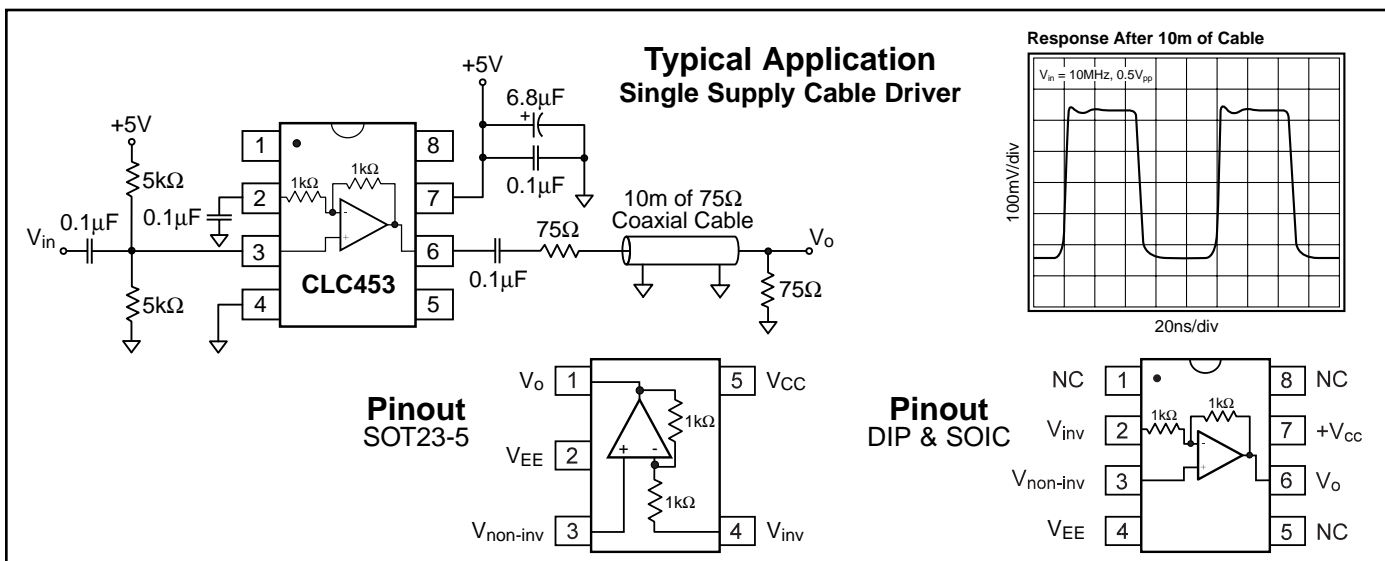 Typical Application
Single Supply Cable Driver
+5V
6.8µF
+
0.1µF
+5V
5kΩ
5kΩ
0.1µF
Vin
0.1µF
1
2
3
4
8
7
6
5
1kΩ
1kΩ
-
+
CLC453
0.1µF
75Ω
10m of 75Ω
Coaxial Cable
Vo
75Ω
Response After 10m of Cable
Vin = 10MHz, 0.5Vpp
100mV/div
20ns/div
Pinout
SOT23-5
Vo 1
VEE 2
Vnon-inv 3
5 VCC
4 Vinv
+ -
1kΩ
1kΩ
Pinout
DIP & SOIC
NC 1
Vinv 2
Vnon-inv 3
VEE 4
8 NC
7 +Vcc
6 Vo
5 NC
1kΩ
1kΩ
-
+